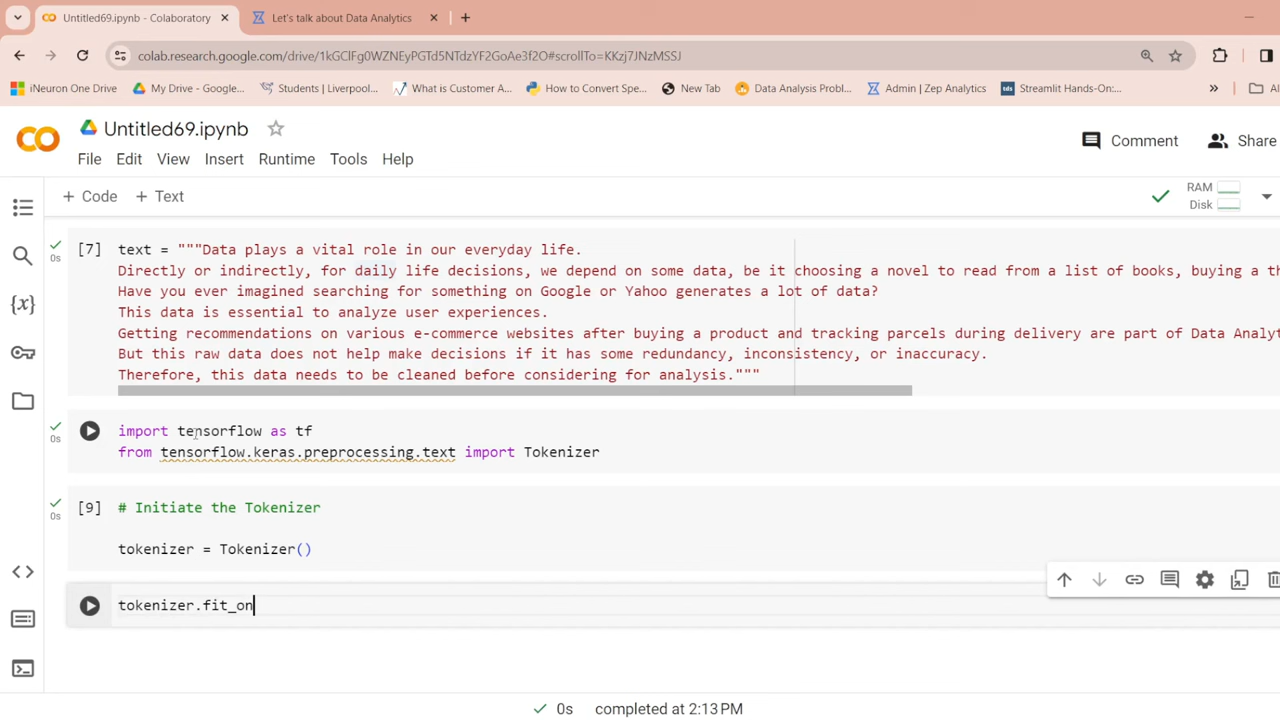 Untitled69.ipynb - Colaboratory
Let's talk about Data Analytics
colab.research.google.com/drive/1kGClFg0WZNEyPGTd5NTdzYF2GoAe3f2O#scrollTo=KKzj7JNzMSSJ
iNeuron One Drive My Drive - Google... Students | Liverpool... What is Customer A... How to Convert Spe... New Tab Data Analysis Probl... Admin | Zep Analytics Streamlit Hands-On:... » Al
CO Untitled69.ipynb
Comment Share
File Edit View Insert Runtime Tools Help
+ Code + Text
RAM
Disk
[7] text = """Data plays a vital role in our everyday life.
0s
Directly or indirectly, for daily life decisions, we depend on some data, be it choosing a novel to read from a list of books, buying a th
Have you ever imagined searching for something on Google or Yahoo generates a lot of data?
This data is essential to analyze user experiences.
Getting recommendations on various e-commerce websites after buying a product and tracking parcels during delivery are part of Data Analyt
But this raw data does not help make decisions if it has some redundancy, inconsistency, or inaccuracy.
Therefore, this data needs to be cleaned before considering for analysis."""
import tensorflow as tf
0s
from tensorflow.keras.preprocessing.text import Tokenizer
[9] # Initiate the Tokenizer
0s
tokenizer = Tokenizer()
tokenizer.fit_on
0s completed at 2:13 PM